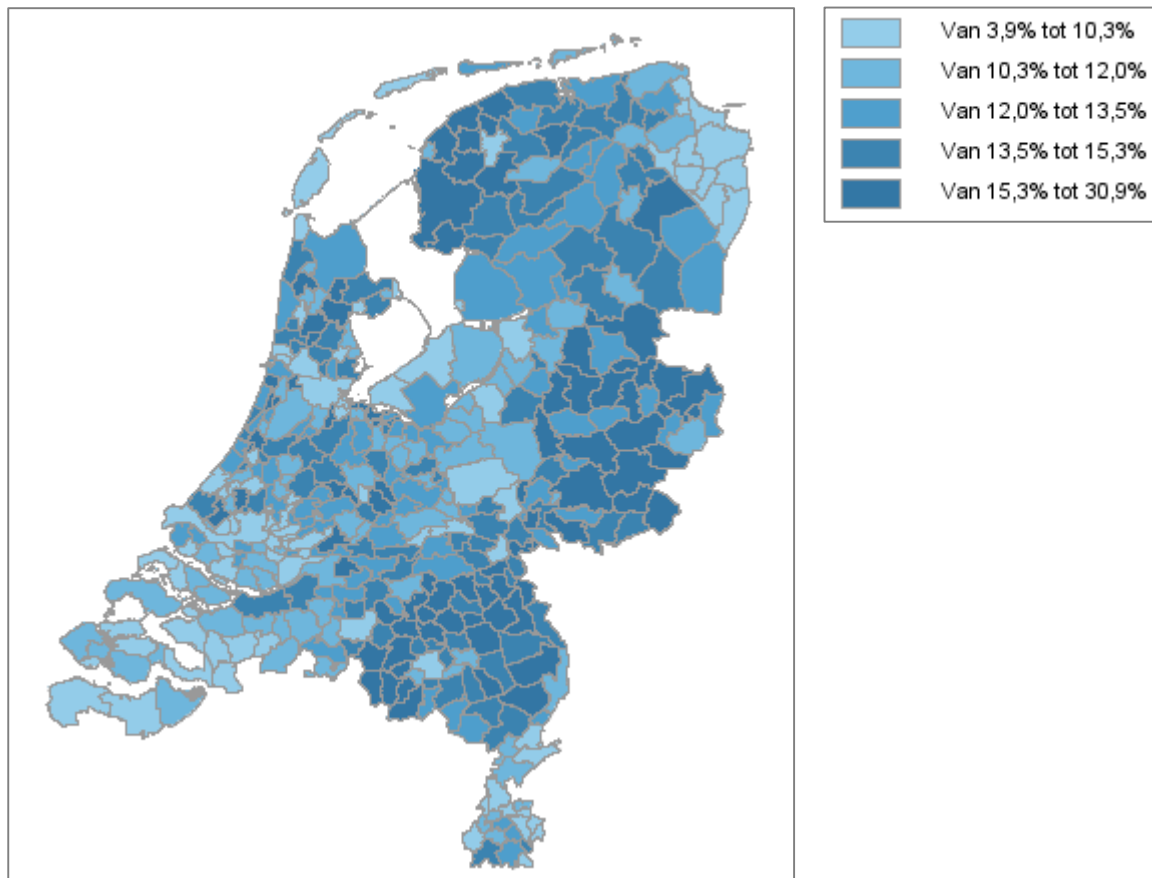 Van 3,9% tot 10,3%
Van 10,3% tot 12,0%
Van 12,0% tot 13,5%
Van 13,5% tot 15,3%
Van 15,3% tot 30,9%